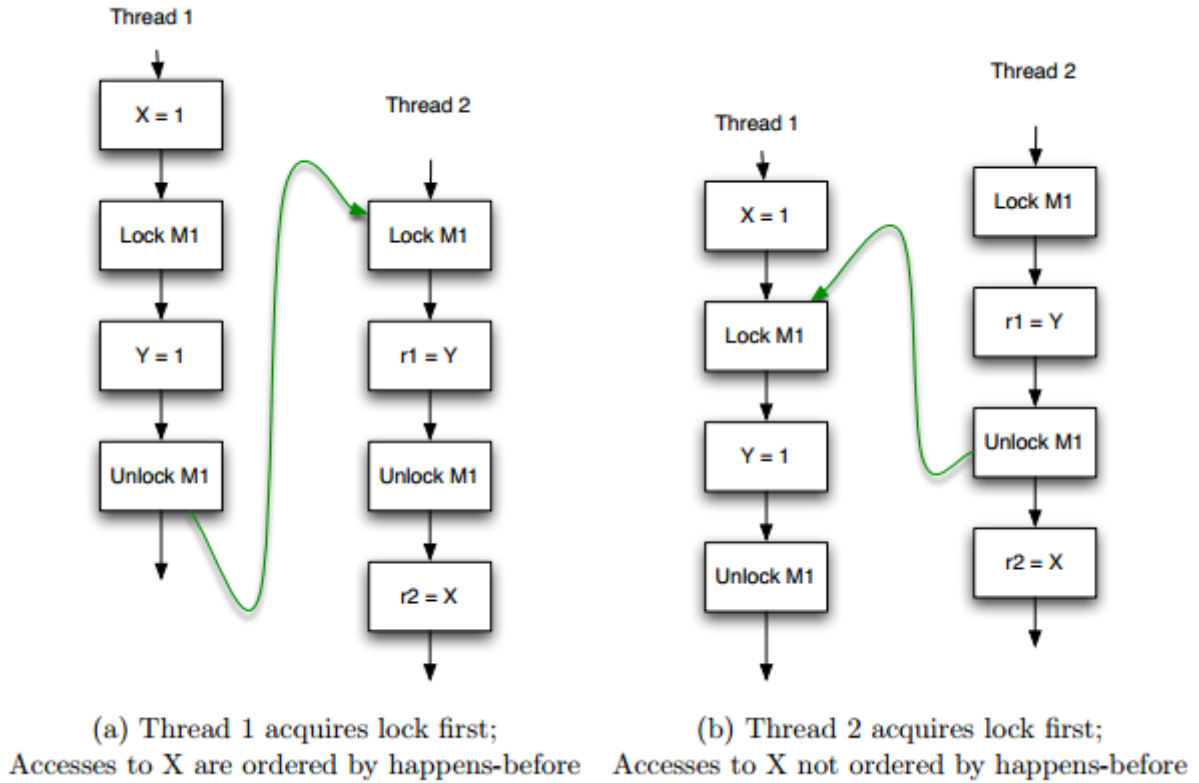 Thread 1
X = 1
Lock M1
Y = 1
Unlock M1
Thread 2
Lock M1
r1 = Y
Unlock M1
r2 = X
(a) Thread 1 acquires lock first;
Accesses to X are ordered by happens-before
Thread 1
X = 1
Lock M1
Y = 1
Unlock M1
Thread 2
Lock M1
r1 = Y
Unlock M1
r2 = X
(b) Thread 2 acquires lock first;
Accesses to X not ordered by happens-before